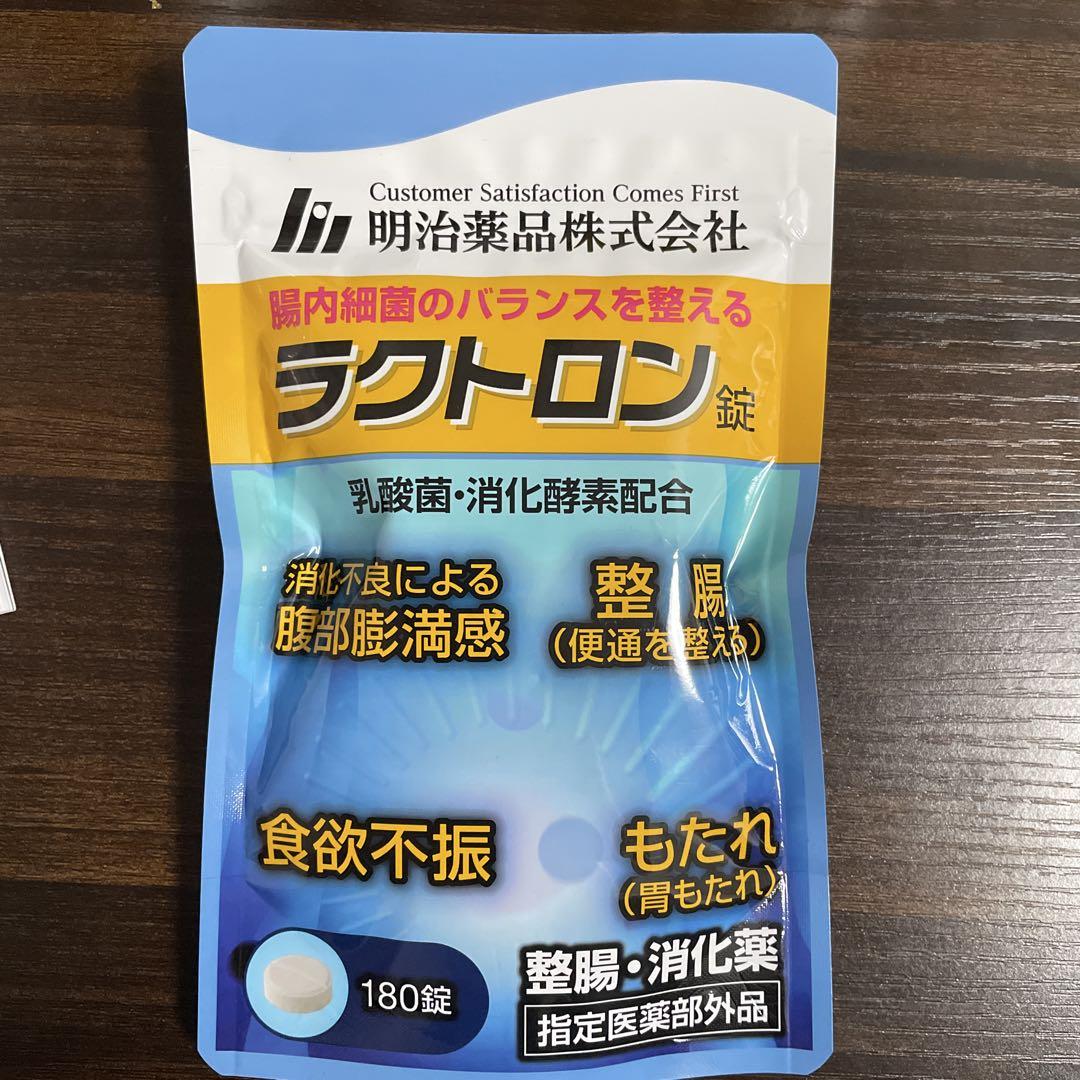 Customer Satisfaction Comes First
明治薬品株式会社
腸内細菌のバランスを整える
ラクトロン錠
乳酸菌・消化酵素配合
消化不良による
腹部膨満感
整腸
(便通を整える)
食欲不振
もたれ
(胃もたれ)
180錠
整腸・消化薬
指定医薬部外品